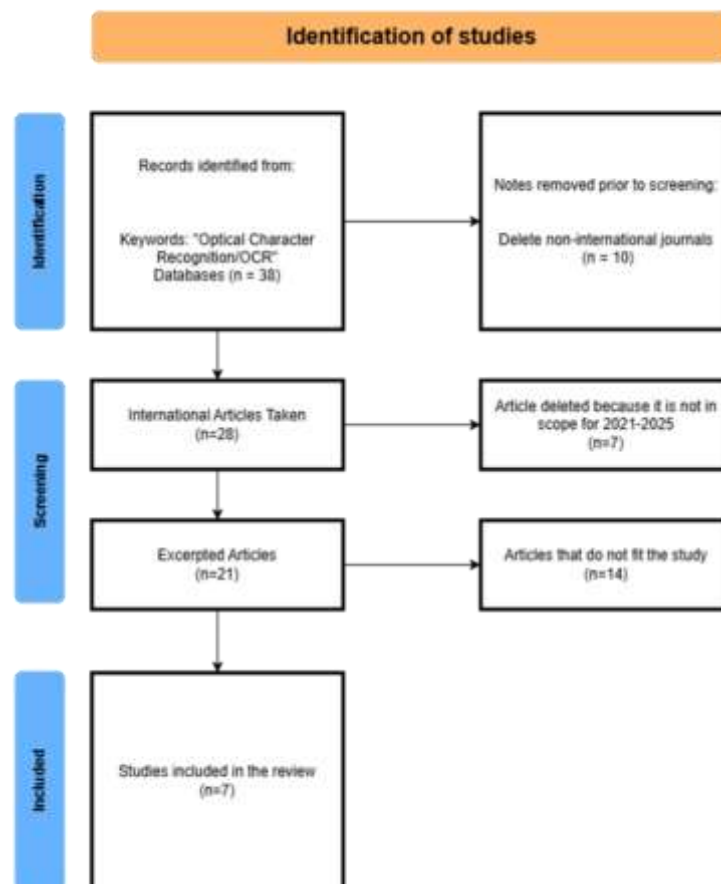 Identification of studies
Identification
Records identified from:
Keywords: "Optical Character
Recognition/OCR"
Databases (n = 38)
Notes removed prior to screening:
Delete non-international journals
(n = 10)
Screening
International Articles Taken
(n=28)
Article deleted because it is not in
scope for 2021-2025
(n=7)
Excerpted Articles
(n=21)
Articles that do not fit the study
(n=14)
Included
Studies included in the review
(n=7)